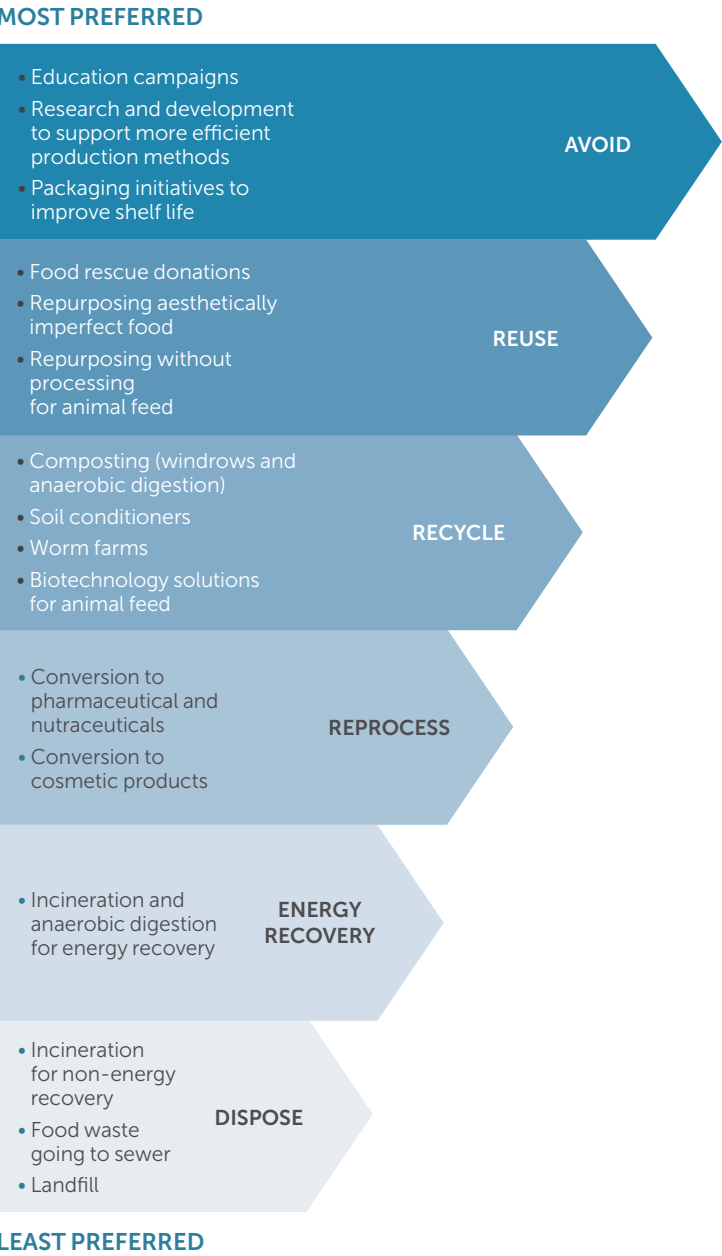 MOST PREFERRED
• Education campaigns
• Research and development
to support more efficient
production methods
• Packaging initiatives to
improve shelf life
AVOID
• Food rescue donations
• Repurposing aesthetically
imperfect food
• Repurposing without
processing
for animal feed
REUSE
• Composting (windrows and
anaerobic digestion)
• Soil conditioners
• Worm farms
• Biotechnology solutions
for animal feed
RECYCLE
• Conversion to
pharmaceutical and
nutraceuticals
• Conversion to
cosmetic products
REPROCESS
• Incineration and
anaerobic digestion
for energy recovery
ENERGY
RECOVERY
• Incineration
for non-energy
recovery
• Food waste
going to sewer
• Landfill
DISPOSE
LEAST PREFERRED